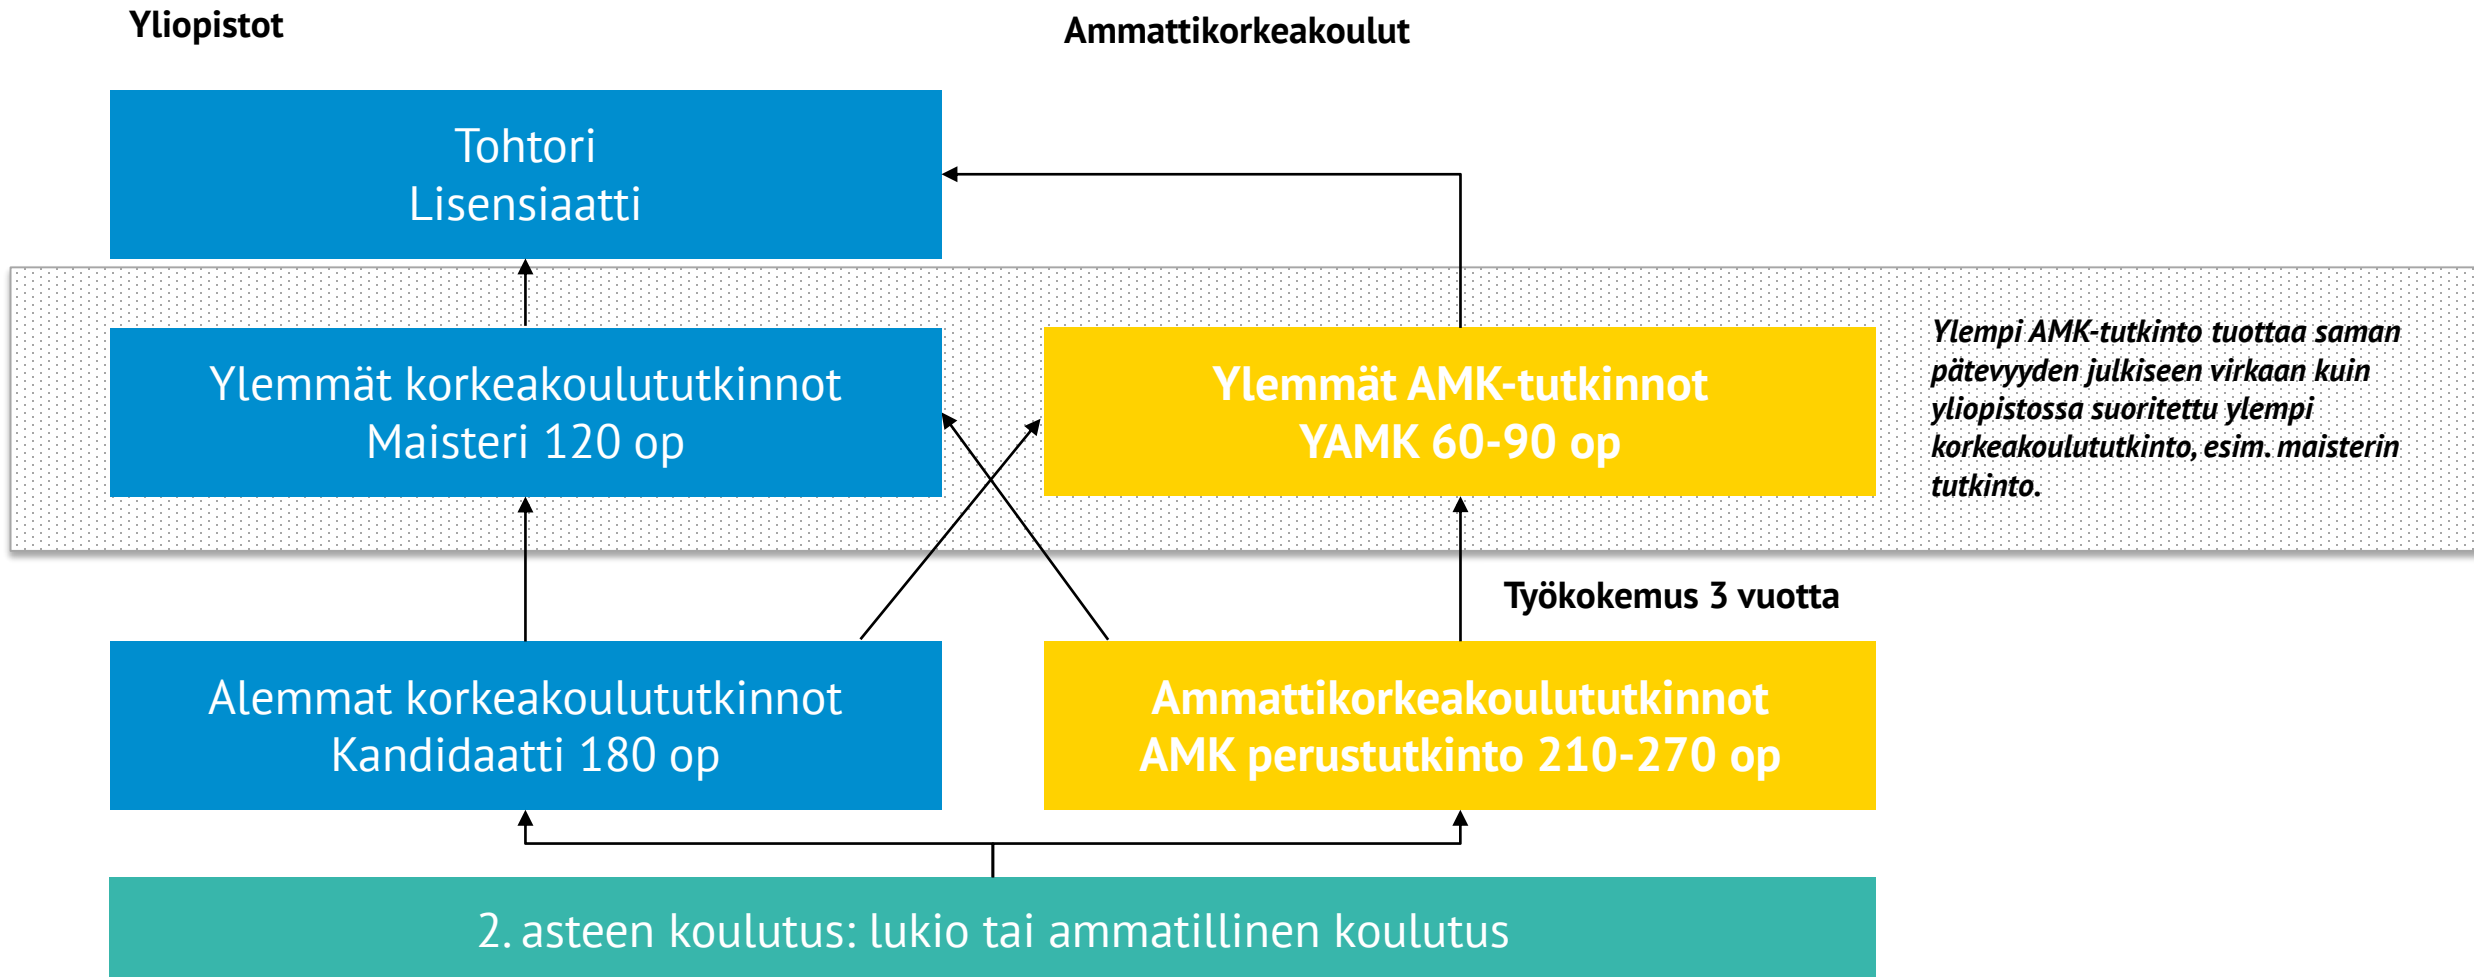 Yliopistot
Ammattikorkeakoulut
Tohtori
Lisensiaatti
Ylemmät korkeakoulututkinnot
Maisteri 120 op
Ylemmät AMK-tutkinnot
YAMK 60-90 op
Ylempi AMK-tutkinto tuottaa saman
pätevyyden julkiseen virkaan kuin
yliopistossa suoritettu ylempi
korkeakoulututkinto, esim. maisterin
tutkinto.
Työkokemus 3 vuotta
Alemmat korkeakoulututkinnot
Kandidaatti 180 op
Ammattikorkeakoulututkinnot
AMK perustutkinto 210-270 op
2. asteen koulutus: lukio tai ammatillinen koulutus